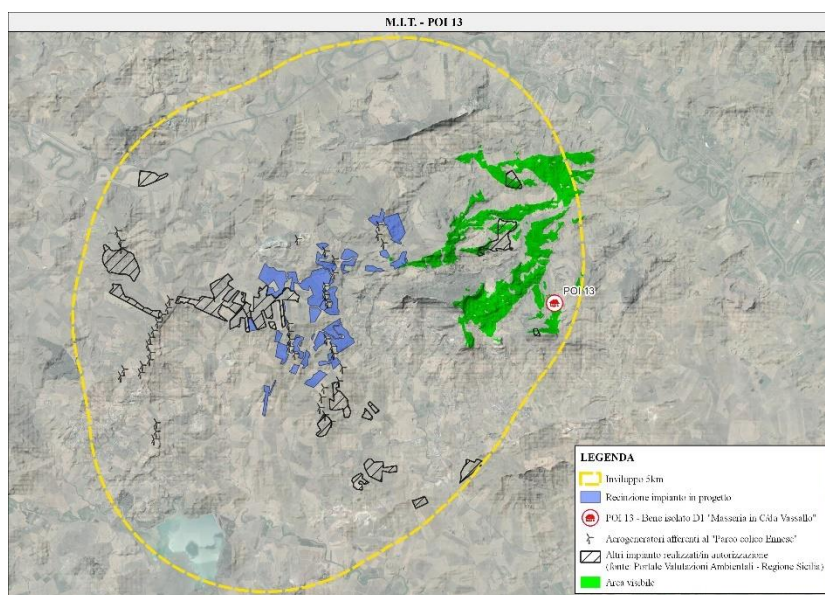 M.I.T. - POI 13
POI 13
LEGENDA
Inviluppo 5km
Recinzione impianto in progetto
POI 13 - Bene isolato D1 "Masseria in C/da Vassallo"
Aerogeneratori afferenti al "Parco eolico Ennese"
Altri impianto realizzati/in autorizzazione
(fonte: Portale Valutazioni Ambientali - Regione Sicilia)
Area visibile